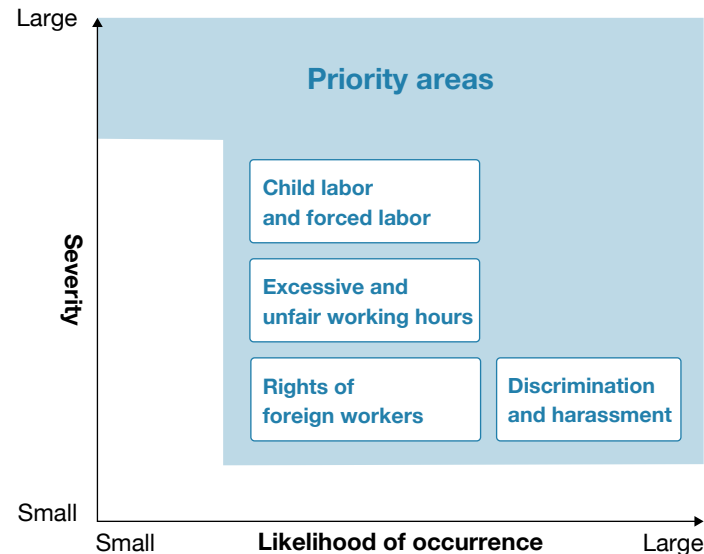 Large
Priority areas
Child labor
and forced labor
Severity
Excessive and
unfair working hours
Rights of
foreign workers
Discrimination
and harassment
Small
Small
Likelihood of occurrence
Large